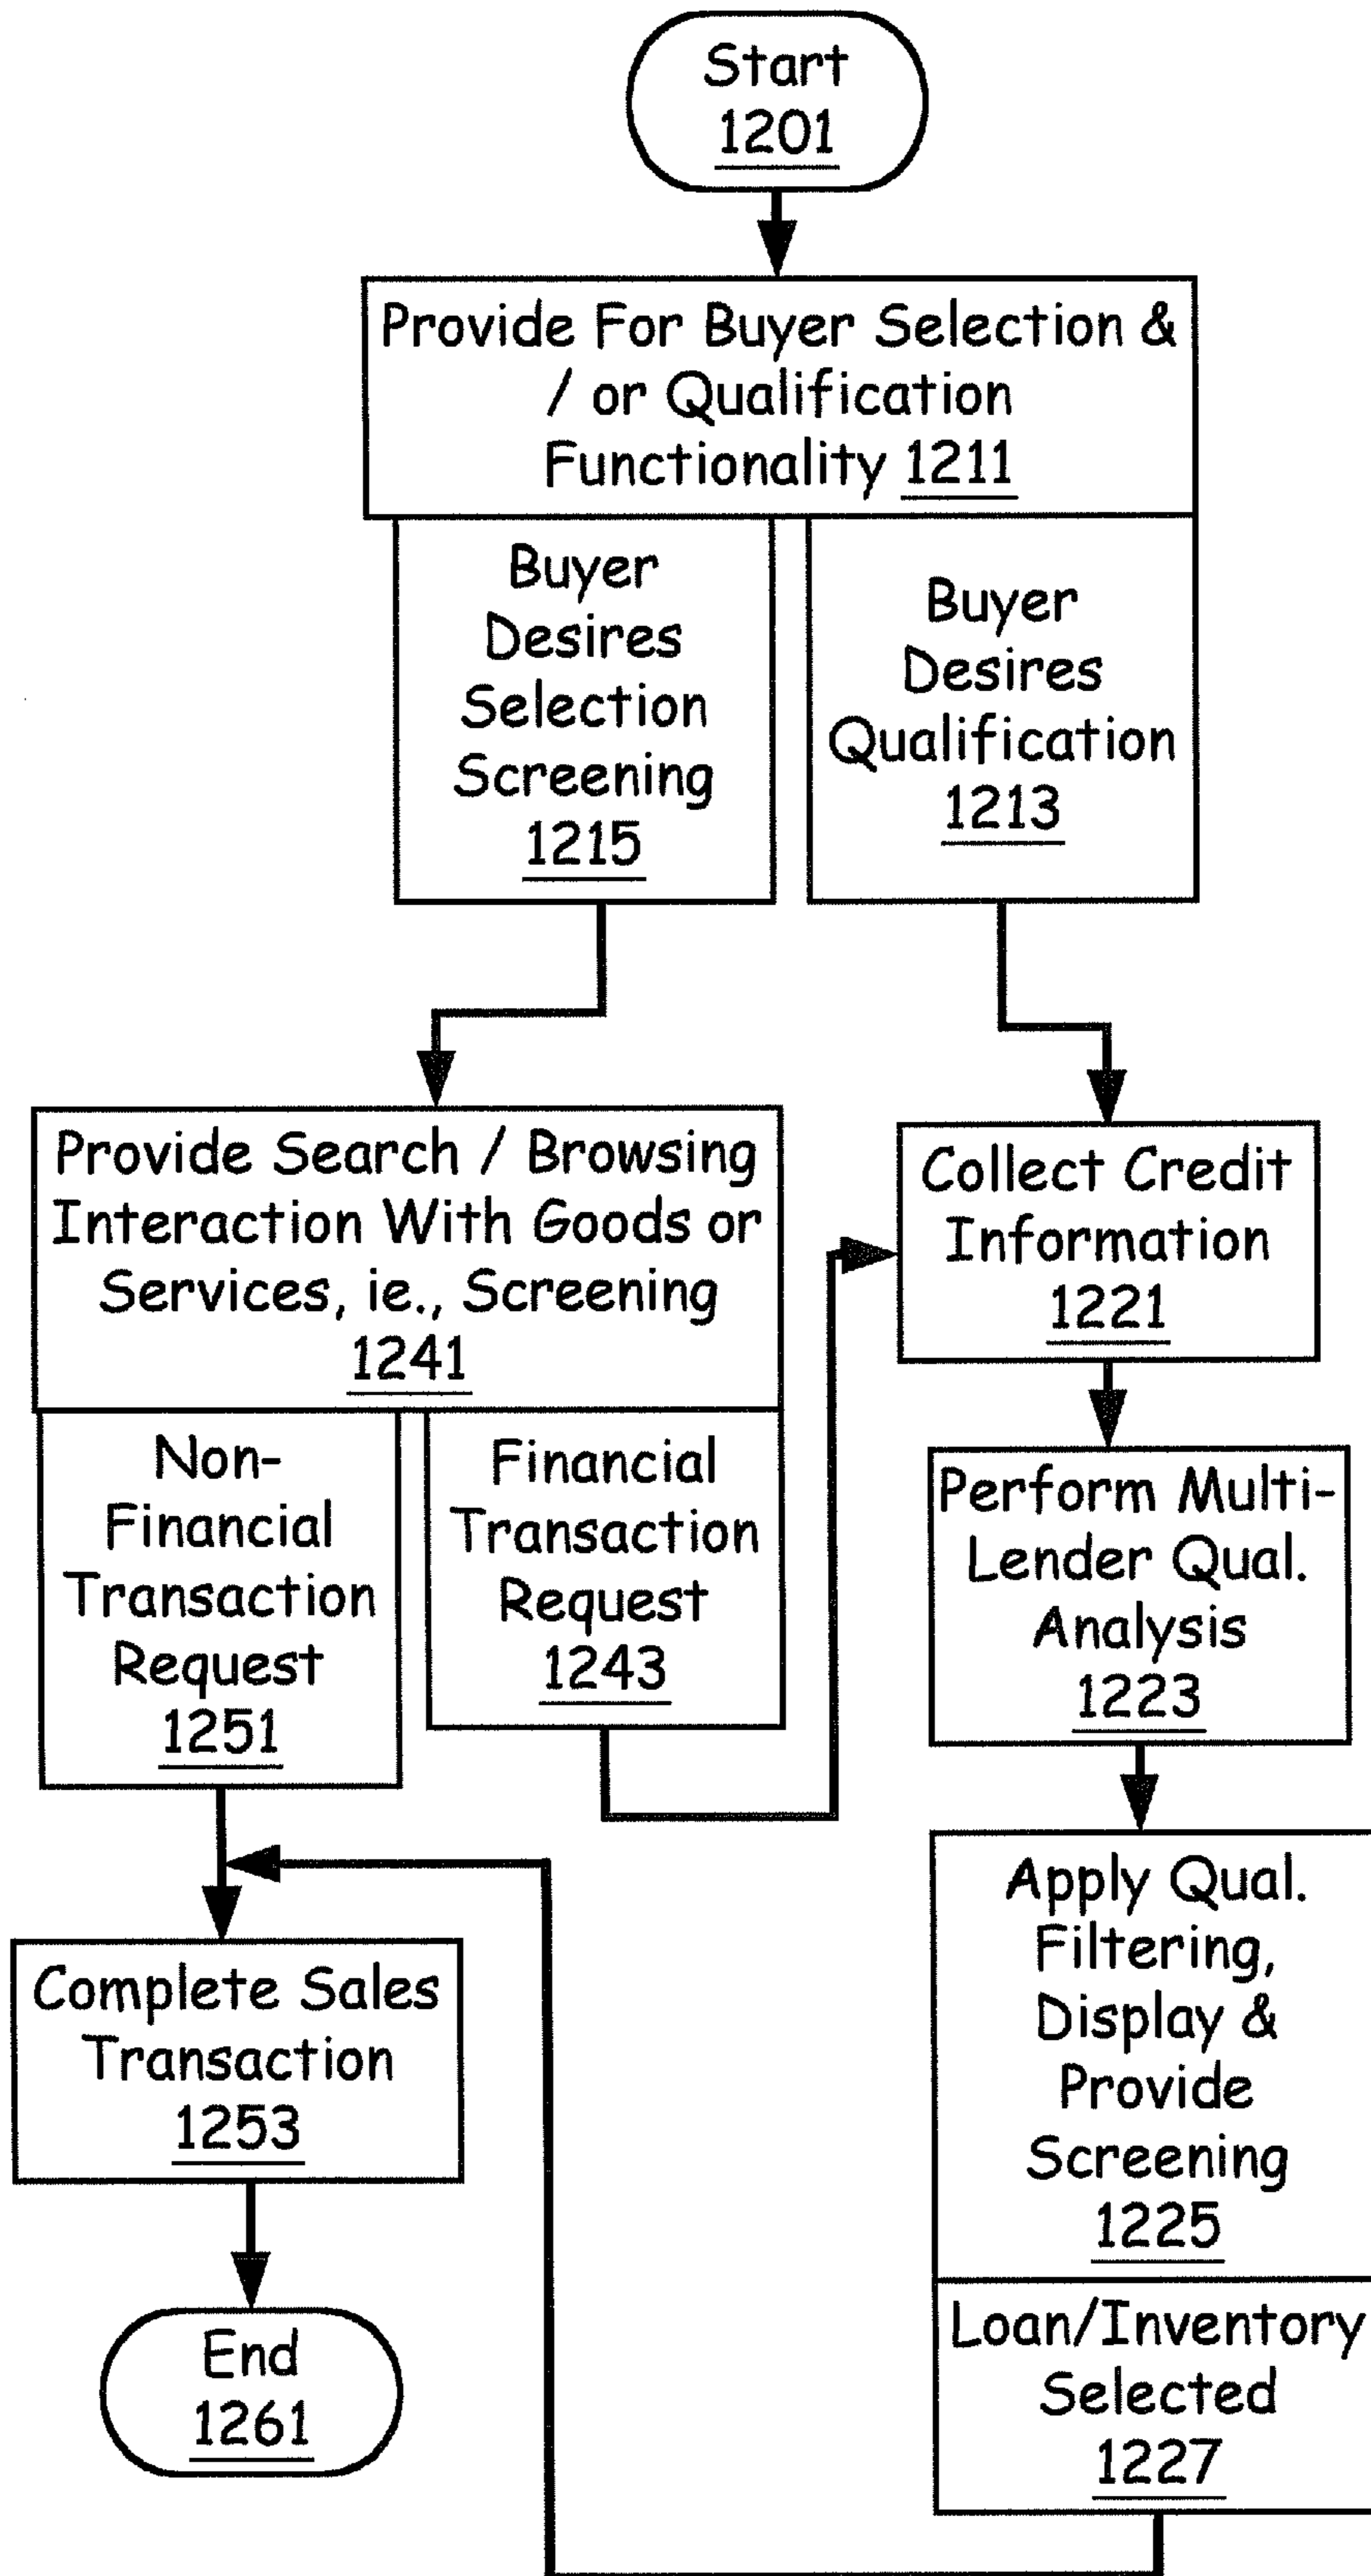 Start
1201
Provide For Buyer Selection &
/ or Qualification
Functionality 1211
Buyer
Desires
Selection
Screening
1215
Buyer
Desires
Qualification
1213
Provide Search / Browsing
Interaction With Goods or
Services, ie., Screening
1241
Non-
Financial
Transaction
Request
1251
Financial
Transaction
Request
1243
Collect Credit
Information
1221
Perform Multi-
Lender Qual.
Analysis
1223
Apply Qual.
Filtering,
Display &
Provide
Screening
1225
Loan/Inventory
Selected
1227
Complete Sales
Transaction
1253
End
1261